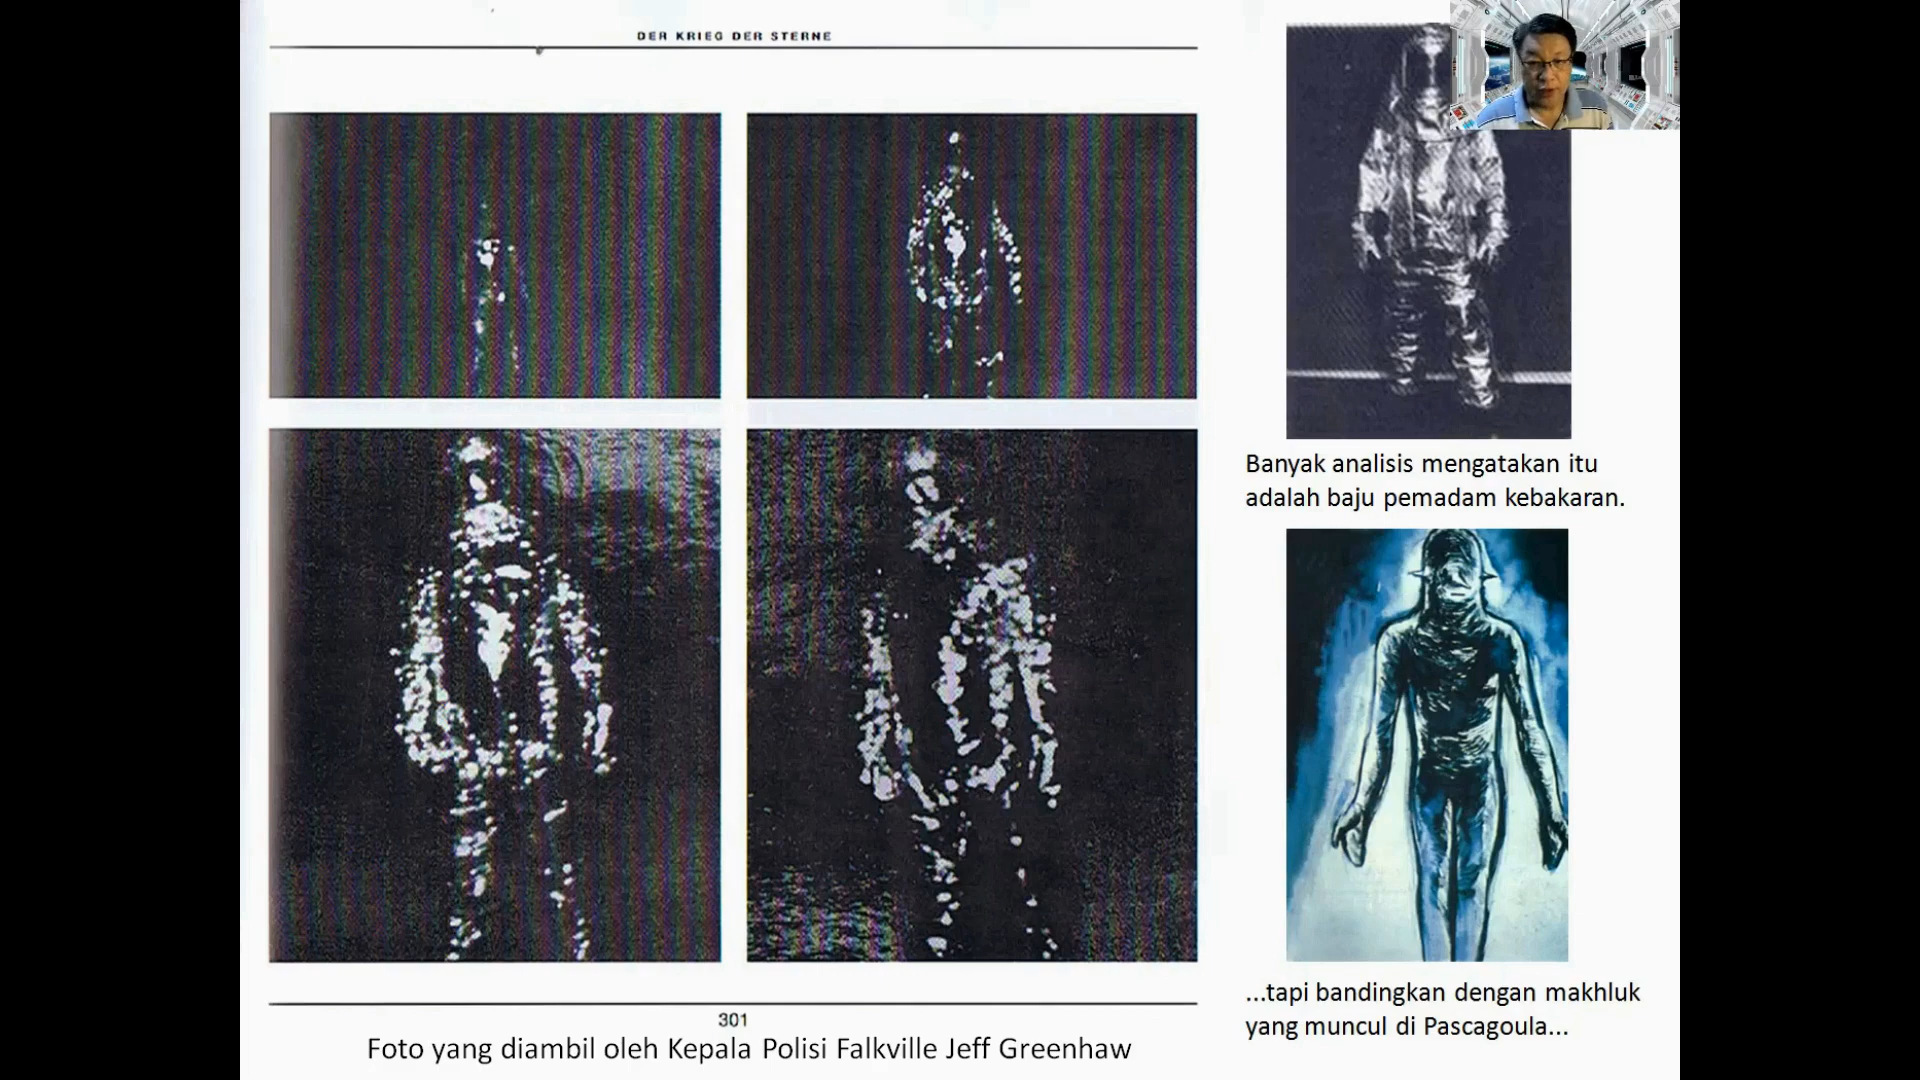 DER KRIEG DER STERNE
Banyak analisis mengatakan itu
adalah baju pemadam kebakaran.
...tapi bandingkan dengan makhluk
yang muncul di Pascagoula...
301
Foto yang diambil oleh Kepala Polisi Falkville Jeff Greenhaw